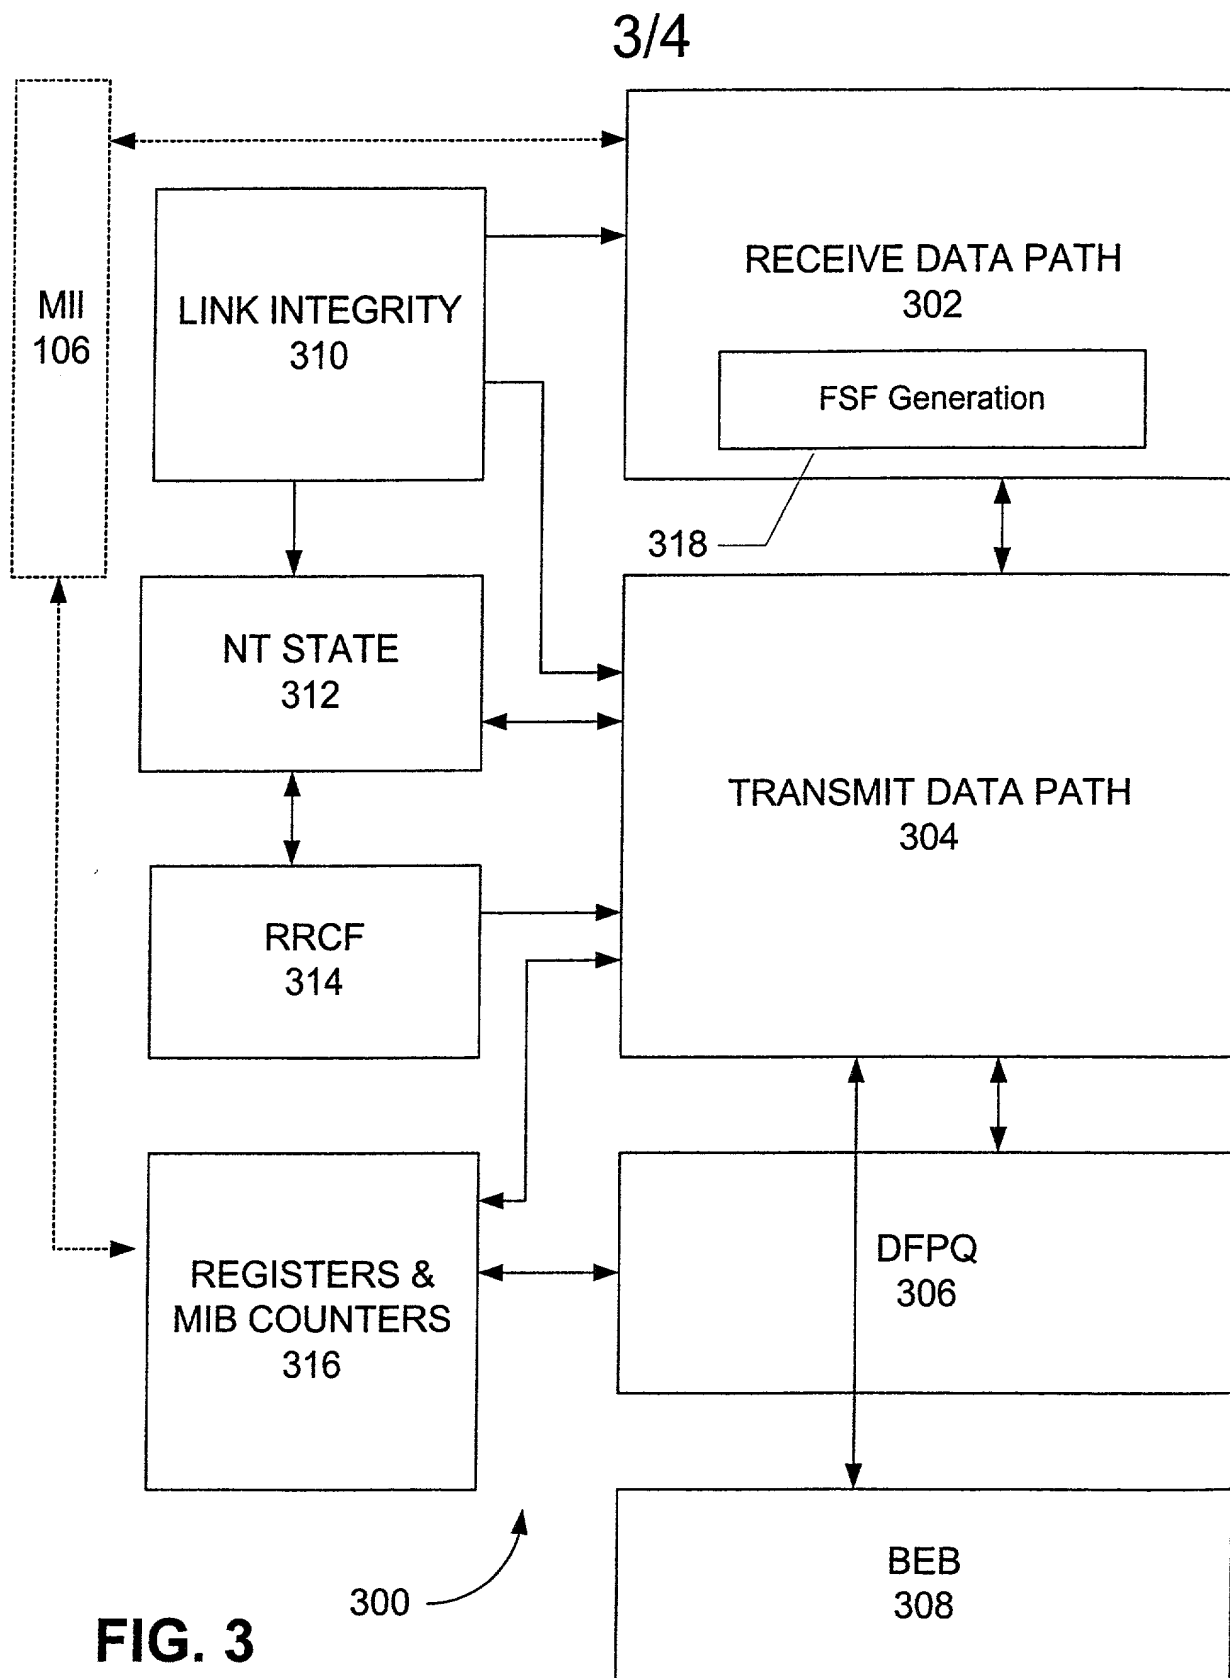 3/4
MII
106
LINK INTEGRITY
310
RECEIVE DATA PATH
302
FSF Generation
318
NT STATE
312
TRANSMIT DATA PATH
304
RRCF
314
REGISTERS &
MIB COUNTERS
316
DFPQ
306
BEB
308
300
FIG. 3